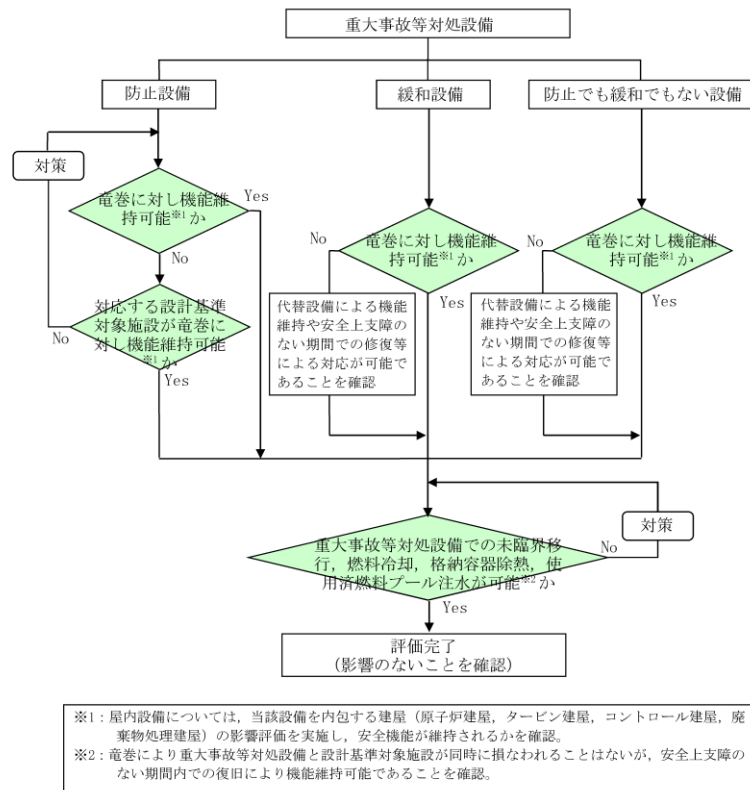 重大事故等対処設備
防止設備
緩和設備
防止でも緩和でもない設備
対策
竜巻に対し機能維
持可能※1か
Yes
No
対応する設計基準
対象施設が竜巻に
対し機能維持可能
※1か
No
Yes
竜巻に対し機能維
持可能※1か
No
Yes
代替設備による機能
維持や安全上支障の
ない期間での修復等
による対応が可能で
あることを確認
竜巻に対し機能維
持可能※1か
No
Yes
代替設備による機能
維持や安全上支障の
ない期間での修復等
による対応が可能で
あることを確認
対策
重大事故等対処設備での未臨界移
行，燃料冷却，格納容器除熱，使
用済燃料プール注水が可能※2か
No
Yes
評価完了
（影響のないことを確認）
※1：屋内設備については，当該設備を内包する建屋（原子炉建屋，タービン建屋，コントロール建屋，廃
棄物処理建屋）の影響評価を実施し，安全機能が維持されるかを確認。
※2：竜巻により重大事故等対処設備と設計基準対象施設が同時に損なわれることはないが，安全上支障の
ない期間内での復旧により機能維持可能であることを確認。